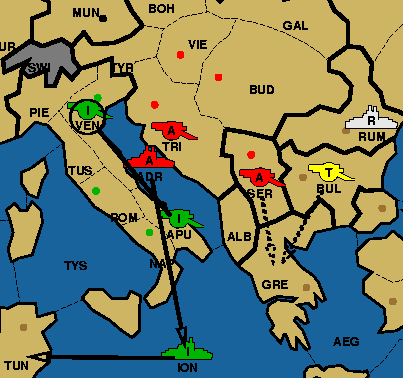 BOH
MUN
GAL
UR
VIE
SWI
TYR
BUD
PIE
I
VEN
R
RUM
A
TRI
TUS
A
ADR
A
SER
T
BUL
ROM
I
APU
ALB
NAP
TYS
GRE
AEG
I
ION
TUN